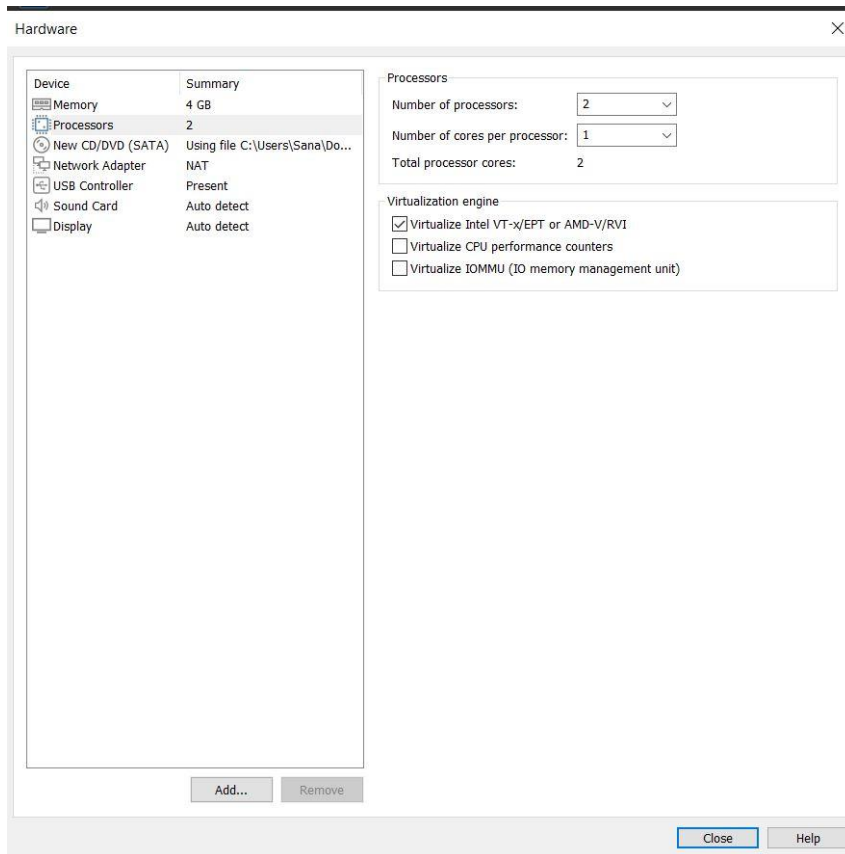 Hardware
Device Summary
Memory 4 GB
Processors 2
New CD/DVD (SATA) Using file C:\Users\Sana\Do...
Network Adapter NAT
USB Controller Present
Sound Card Auto detect
Display Auto detect
Add... Remove
Processors
Number of processors: 2
Number of cores per processor: 1
Total processor cores: 2
Virtualization engine
Virtualize Intel VT-x/EPT or AMD-V/RVI
Virtualize CPU performance counters
Virtualize IOMMU (IO memory management unit)
Close Help